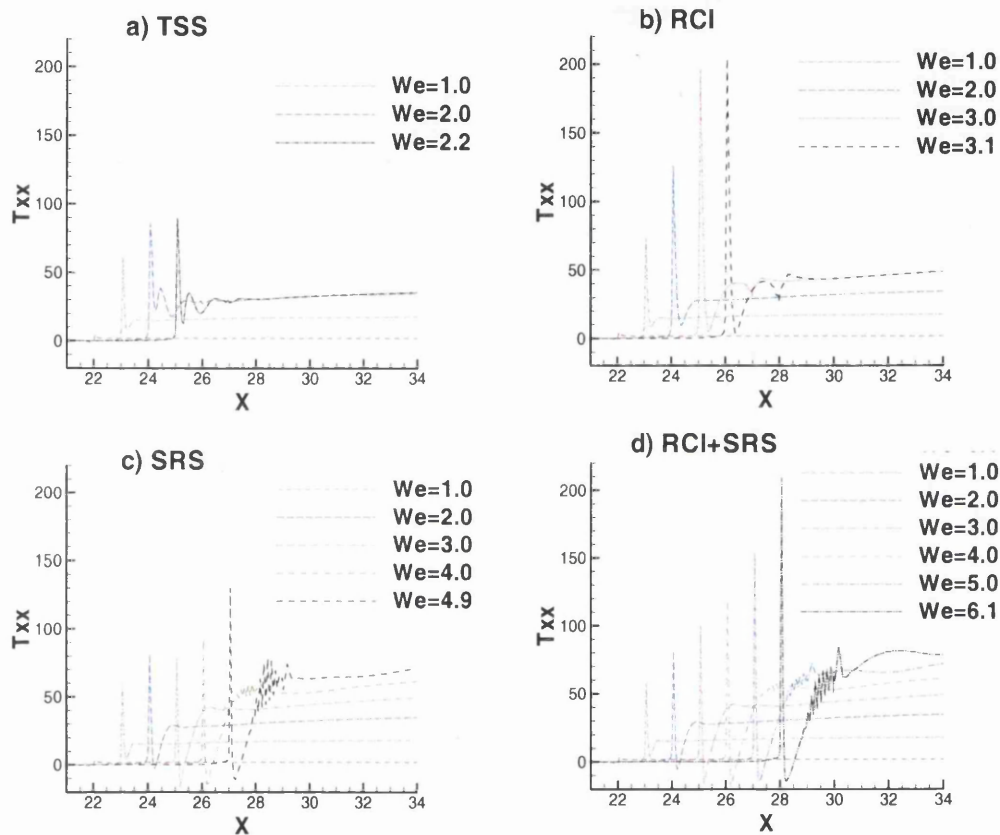 a) TSS
We=1.0
We=2.0
We=2.2
Txx
200
150
100
50
0
22 24 26 28 30 32 34
X
b) RCI
We=1.0
We=2.0
We=3.0
We=3.1
Txx
200
150
100
50
0
22 24 26 28 30 32 34
X
c) SRS
We=1.0
We=2.0
We=3.0
We=4.0
We=4.9
Txx
200
150
100
50
0
22 24 26 28 30 32 34
X
d) RCI+SRS
We=1.0
We=2.0
We=3.0
We=4.0
We=5.0
We=6.1
Txx
200
150
100
50
0
22 24 26 28 30 32 34
X